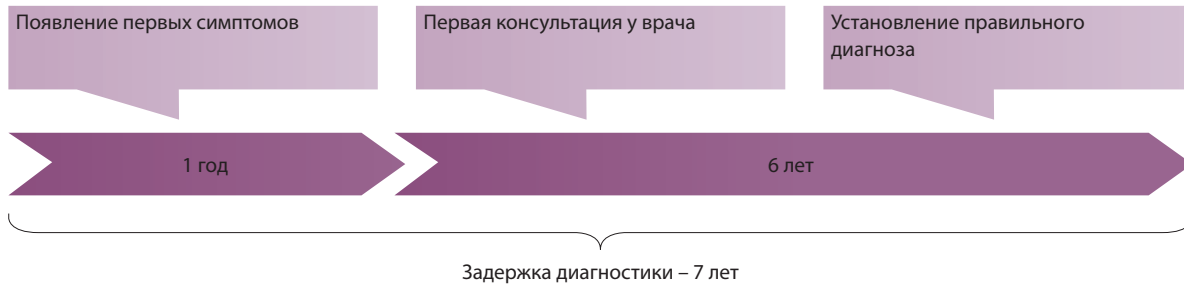 Появление первых симптомов
Первая консультация у врача
Установление правильного
диагноза
1 год
6 лет
Задержка диагностики – 7 лет